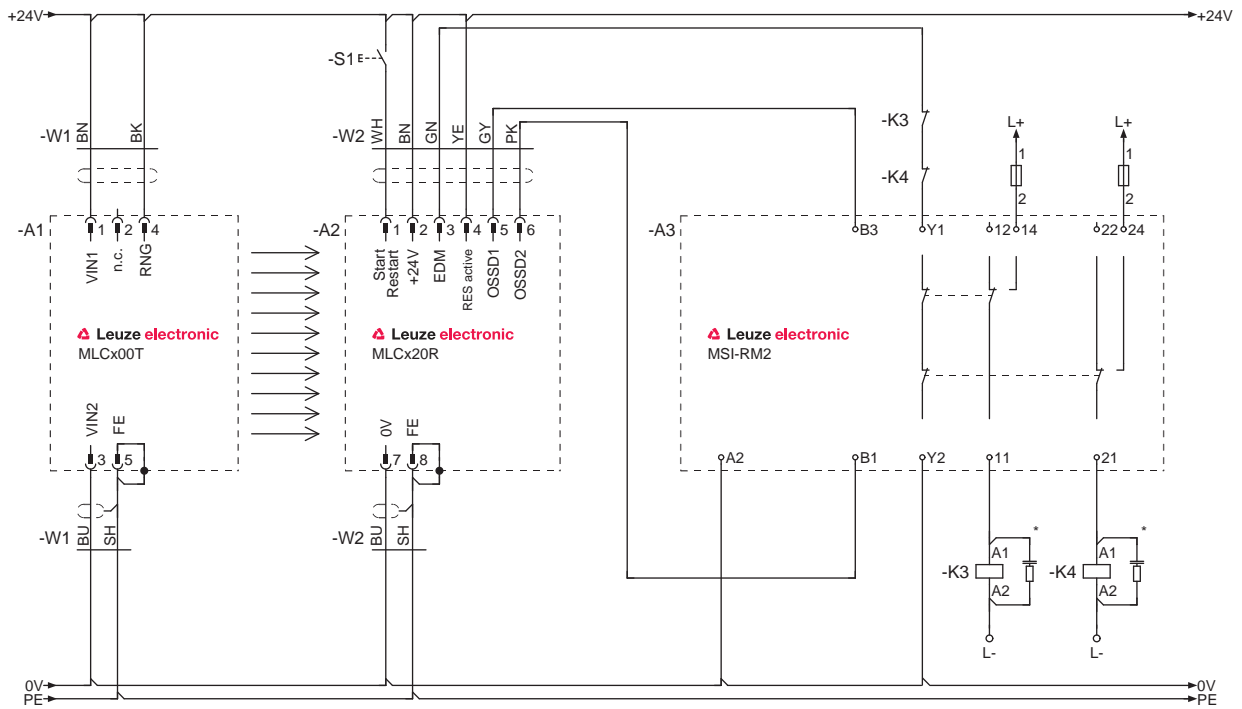 +24V +24V
-S1
-W1 BN BK
-W2 WH BN GN YE GY PK
-K3
-K4
L+ L+
1 1
2 2
-A1 1 2 4
VIN1 n.c. RNG
-A2 1 2 3 4 5 6
Start Restart +24V EDM RES active OSSD1 OSSD2
-A3 B3 Y1 12 14 22 24
Leuze electronic
MLCx00T
Leuze electronic
MLCx20R
Leuze electronic
MSI-RM2
VIN2 FE
3 5
0V FE
7 8
A2 B1 Y2 11 21
-W1 BU SH
-W2 BU SH
* *
-K3 A1 A2
-K4 A1 A2
L- L-
0V 0V
PE PE